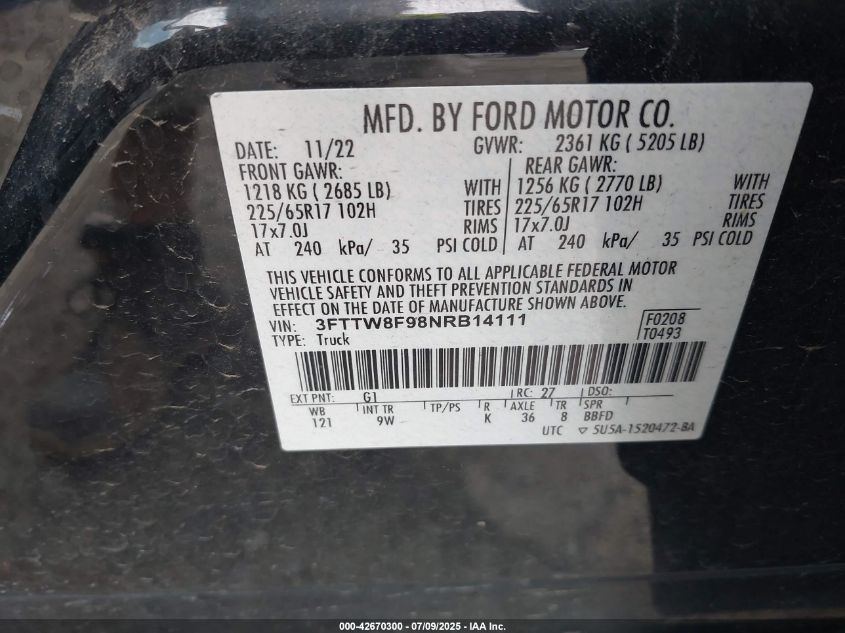 MFD. BY FORD MOTOR CO.
DATE: 11/22 GVWR: 2361 KG ( 5205 LB)
FRONT GAWR: REAR GAWR:
1218 KG ( 2685 LB) WITH 1256 KG ( 2770 LB) WITH
225/65R17 102H TIRES 225/65R17 102H TIRES
17x7.0J RIMS 17x7.0J RIMS
AT 240 kPa/ 35 PSI COLD AT 240 kPa/ 35 PSI COLD
THIS VEHICLE CONFORMS TO ALL APPLICABLE FEDERAL MOTOR
VEHICLE SAFETY AND THEFT PREVENTION STANDARDS IN
EFFECT ON THE DATE OF MANUFACTURE SHOWN ABOVE.
VIN: 3FTTW8F98NRB14111 F0208
TYPE: Truck T0493
EXT PNT: G1 RC: 27 DSO:
WB INT TR TP/PS R AXLE TR SPR
121 9W K 36 8 BBFD
UTC ▽ 5U5A-1520472-BA
000-42670300 / 07/09/2025 - IAA Inc.